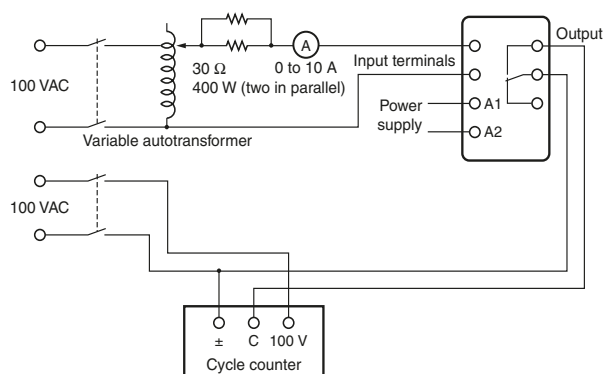 Output
100 VAC
30 Ω
400 W (two in parallel)
A
0 to 10 A
Input terminals
Power
supply
A1
A2
Variable autotransformer
100 VAC
± C 100 V
Cycle counter